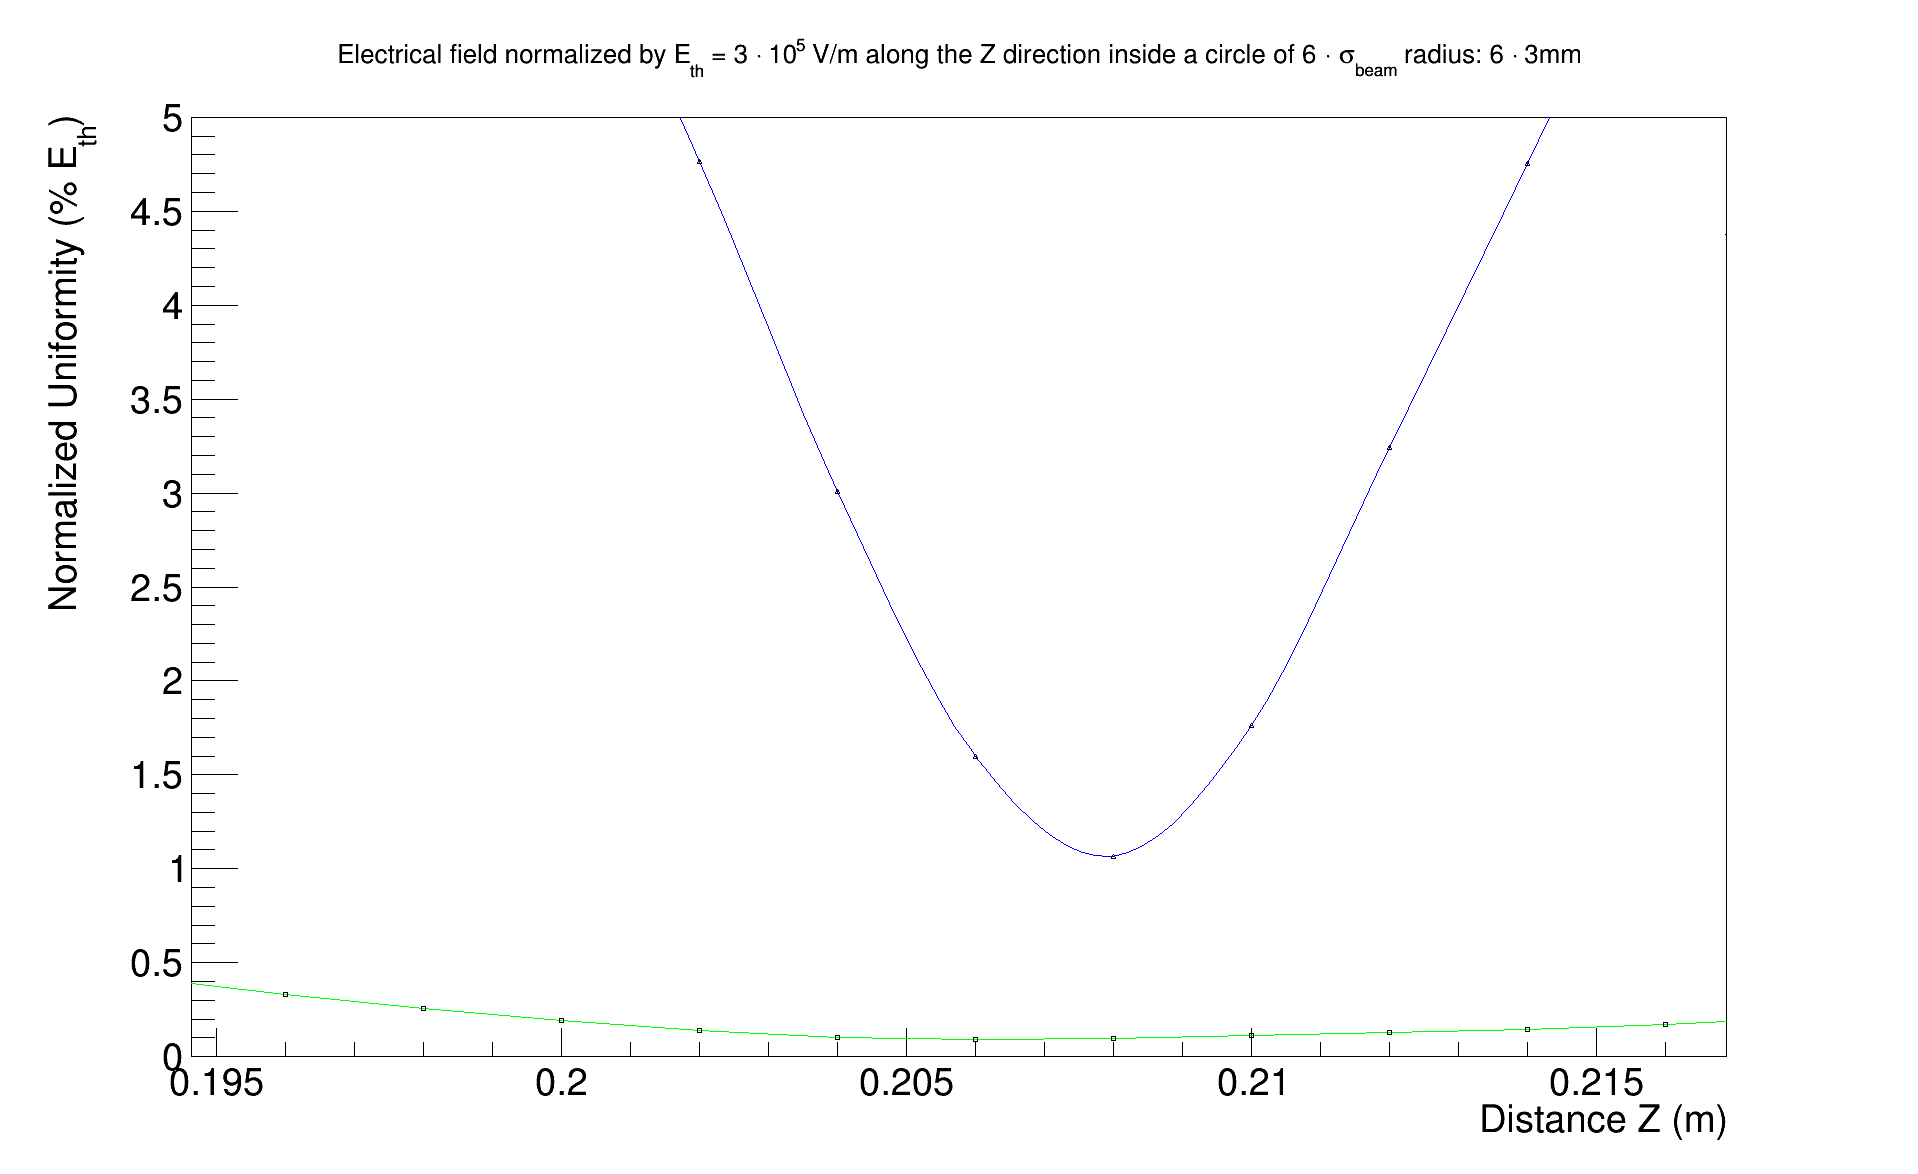 Electrical field normalized by E_th = 3 · 10^5 V/m along the Z direction inside a circle of 6 · σ_beam radius: 6 · 3mm
Normalized Uniformity (% E_th)
5
4.5
4
3.5
3
2.5
2
1.5
1
0.5
0
0.195 0.2 0.205 0.21 0.215
Distance Z (m)